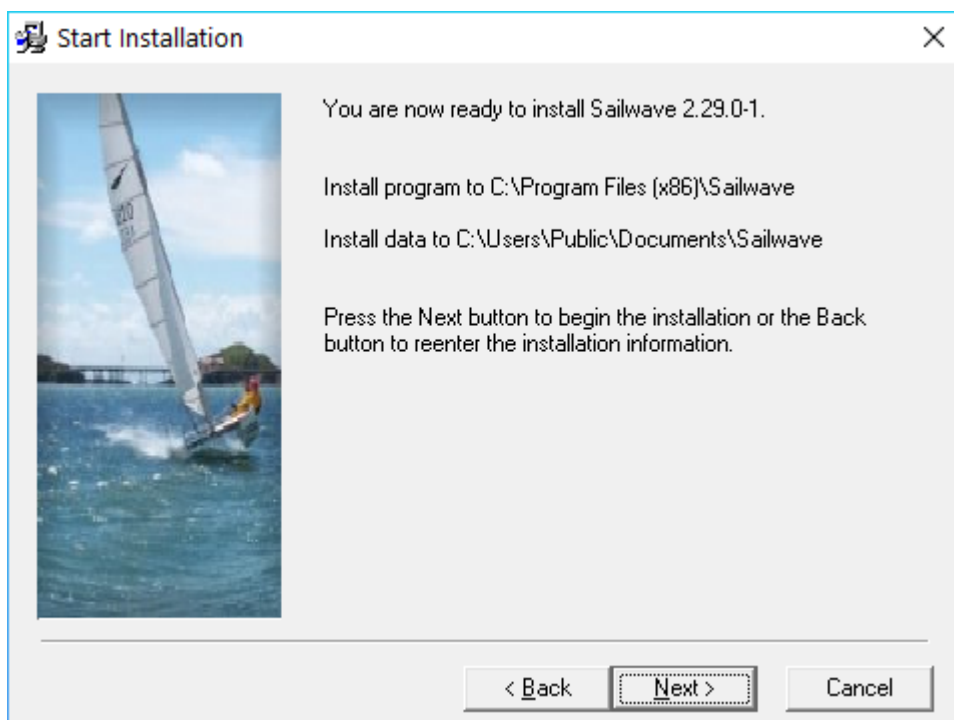 Start Installation
You are now ready to install Sailwave 2.29.0-1.
Install program to C:\Program Files (x86)\Sailwave
Install data to C:\Users\Public\Documents\Sailwave
Press the Next button to begin the installation or the Back
button to reenter the installation information.
< Back
Next >
Cancel